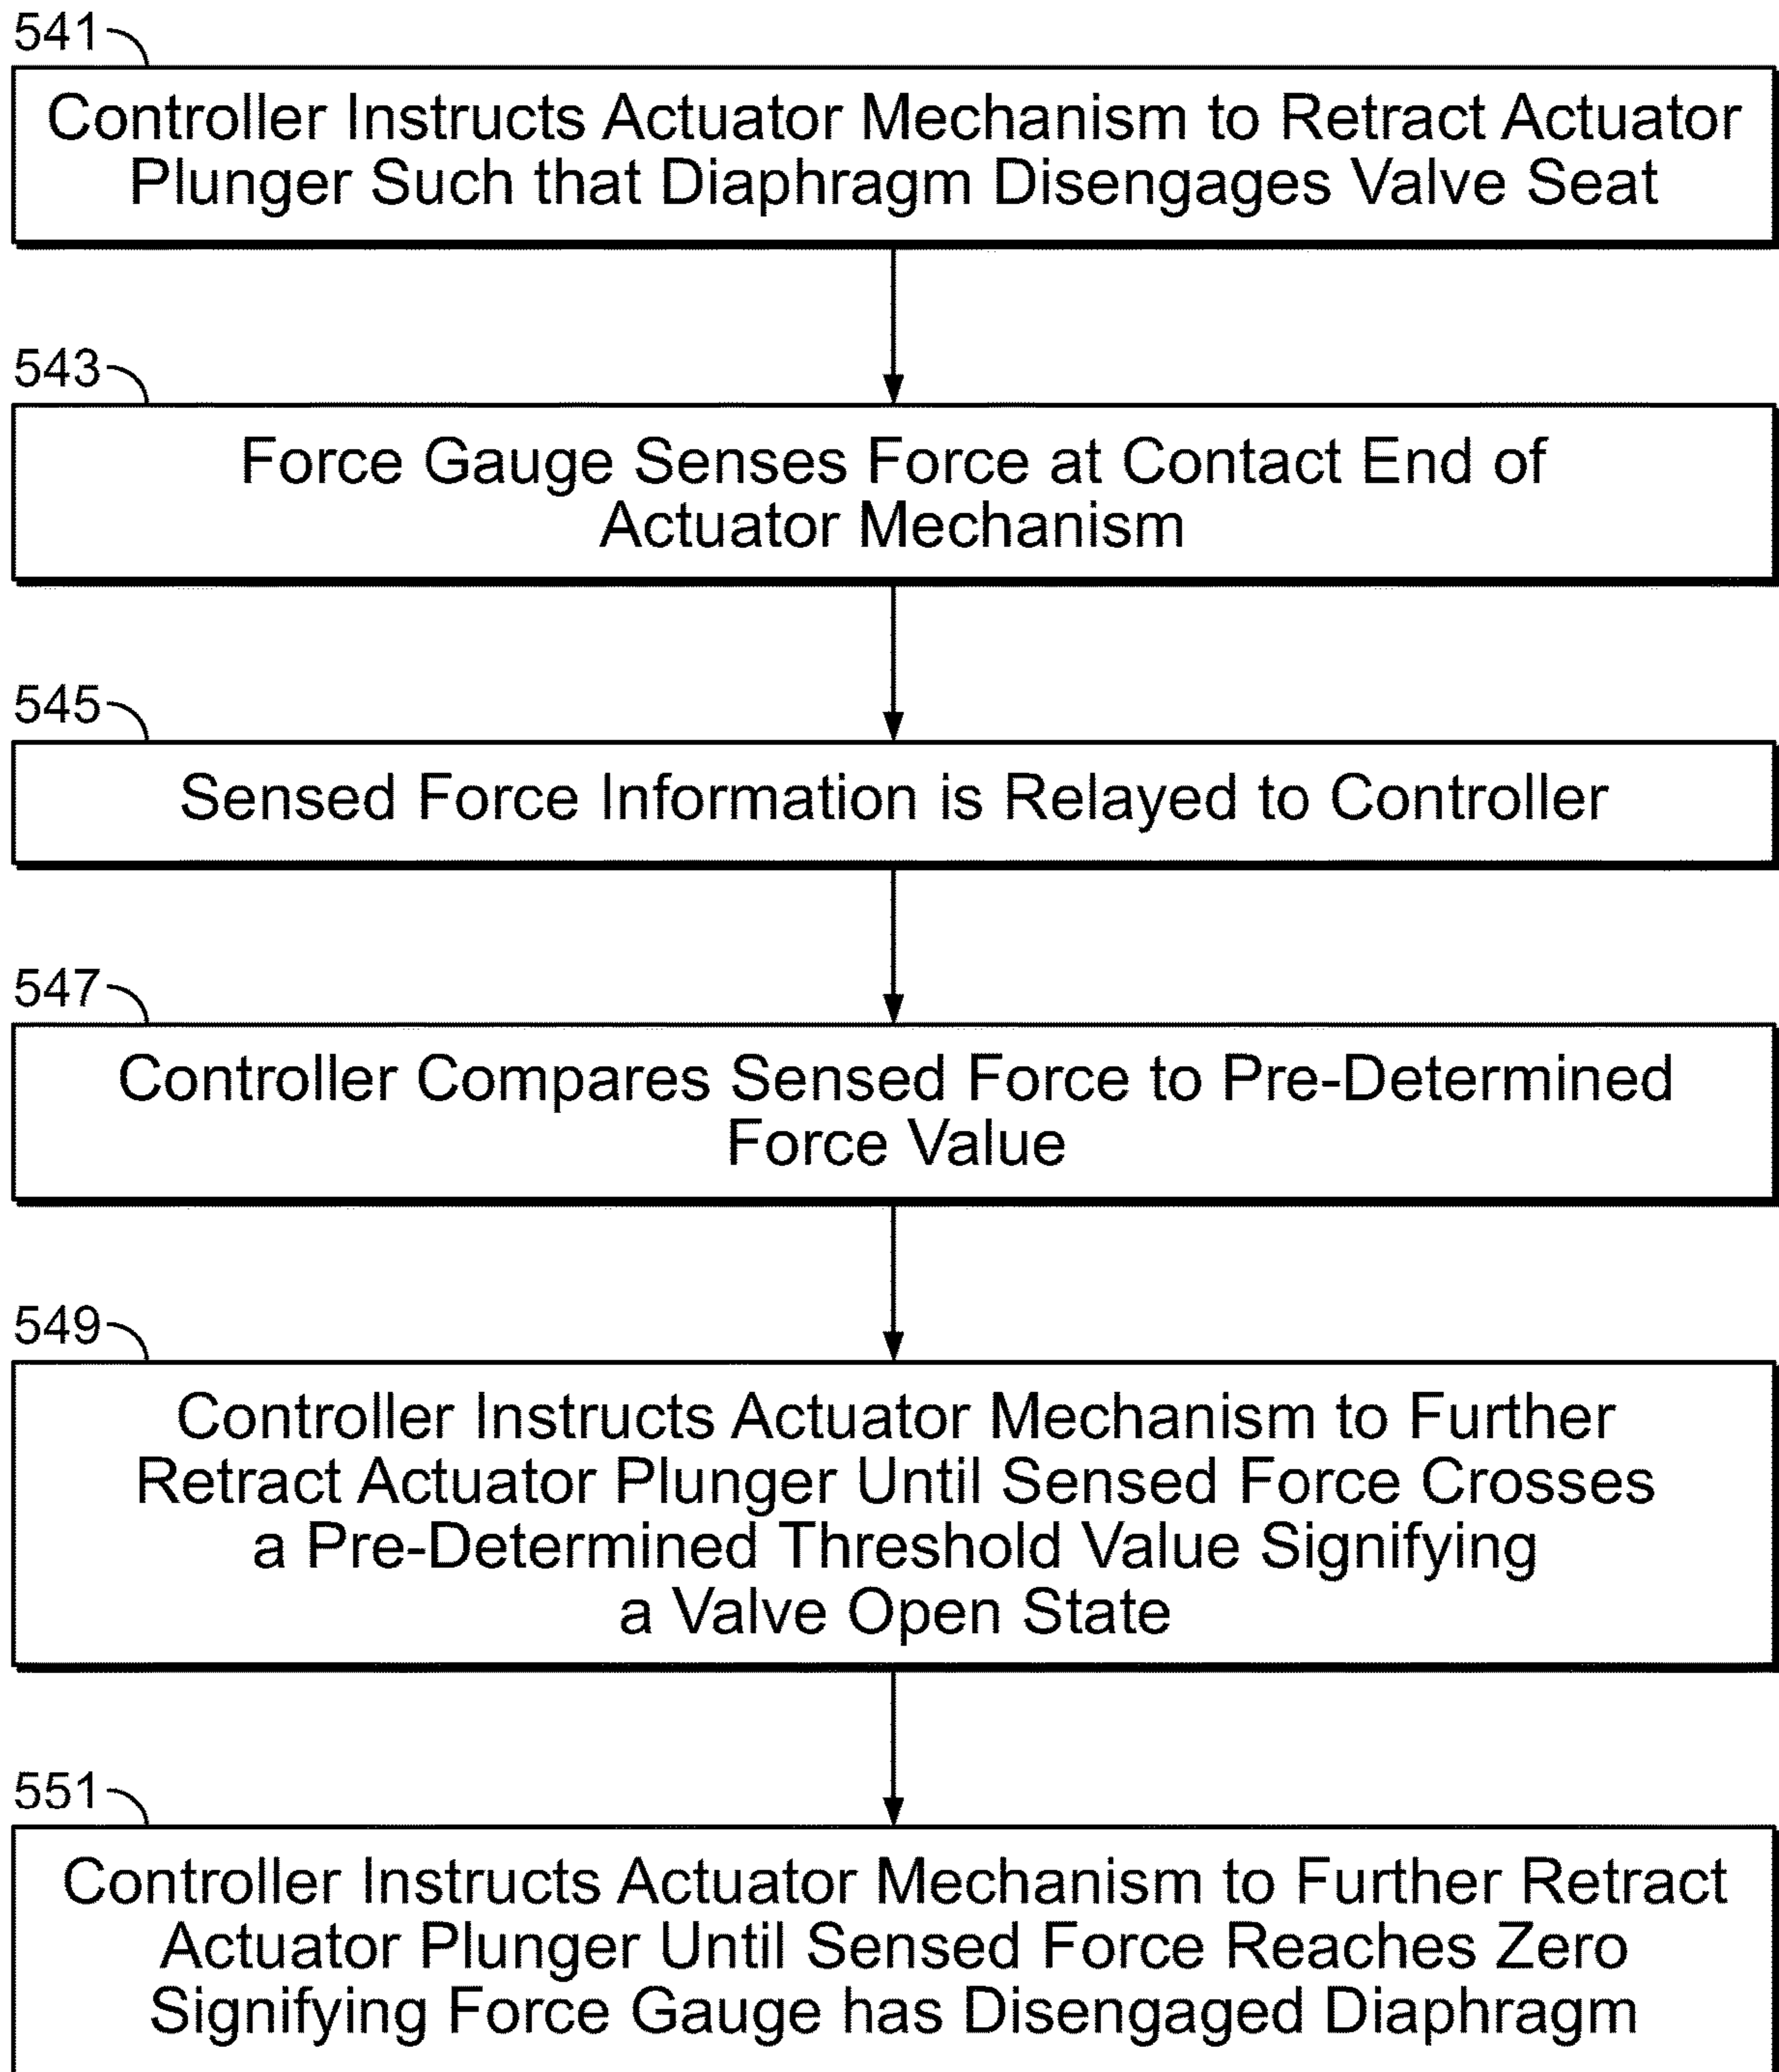 541
Controller Instructs Actuator Mechanism to Retract Actuator
Plunger Such that Diaphragm Disengages Valve Seat
543
Force Gauge Senses Force at Contact End of
Actuator Mechanism
545
Sensed Force Information is Relayed to Controller
547
Controller Compares Sensed Force to Pre-Determined
Force Value
549
Controller Instructs Actuator Mechanism to Further
Retract Actuator Plunger Until Sensed Force Crosses
a Pre-Determined Threshold Value Signifying
a Valve Open State
551
Controller Instructs Actuator Mechanism to Further Retract
Actuator Plunger Until Sensed Force Reaches Zero
Signifying Force Gauge has Disengaged Diaphragm